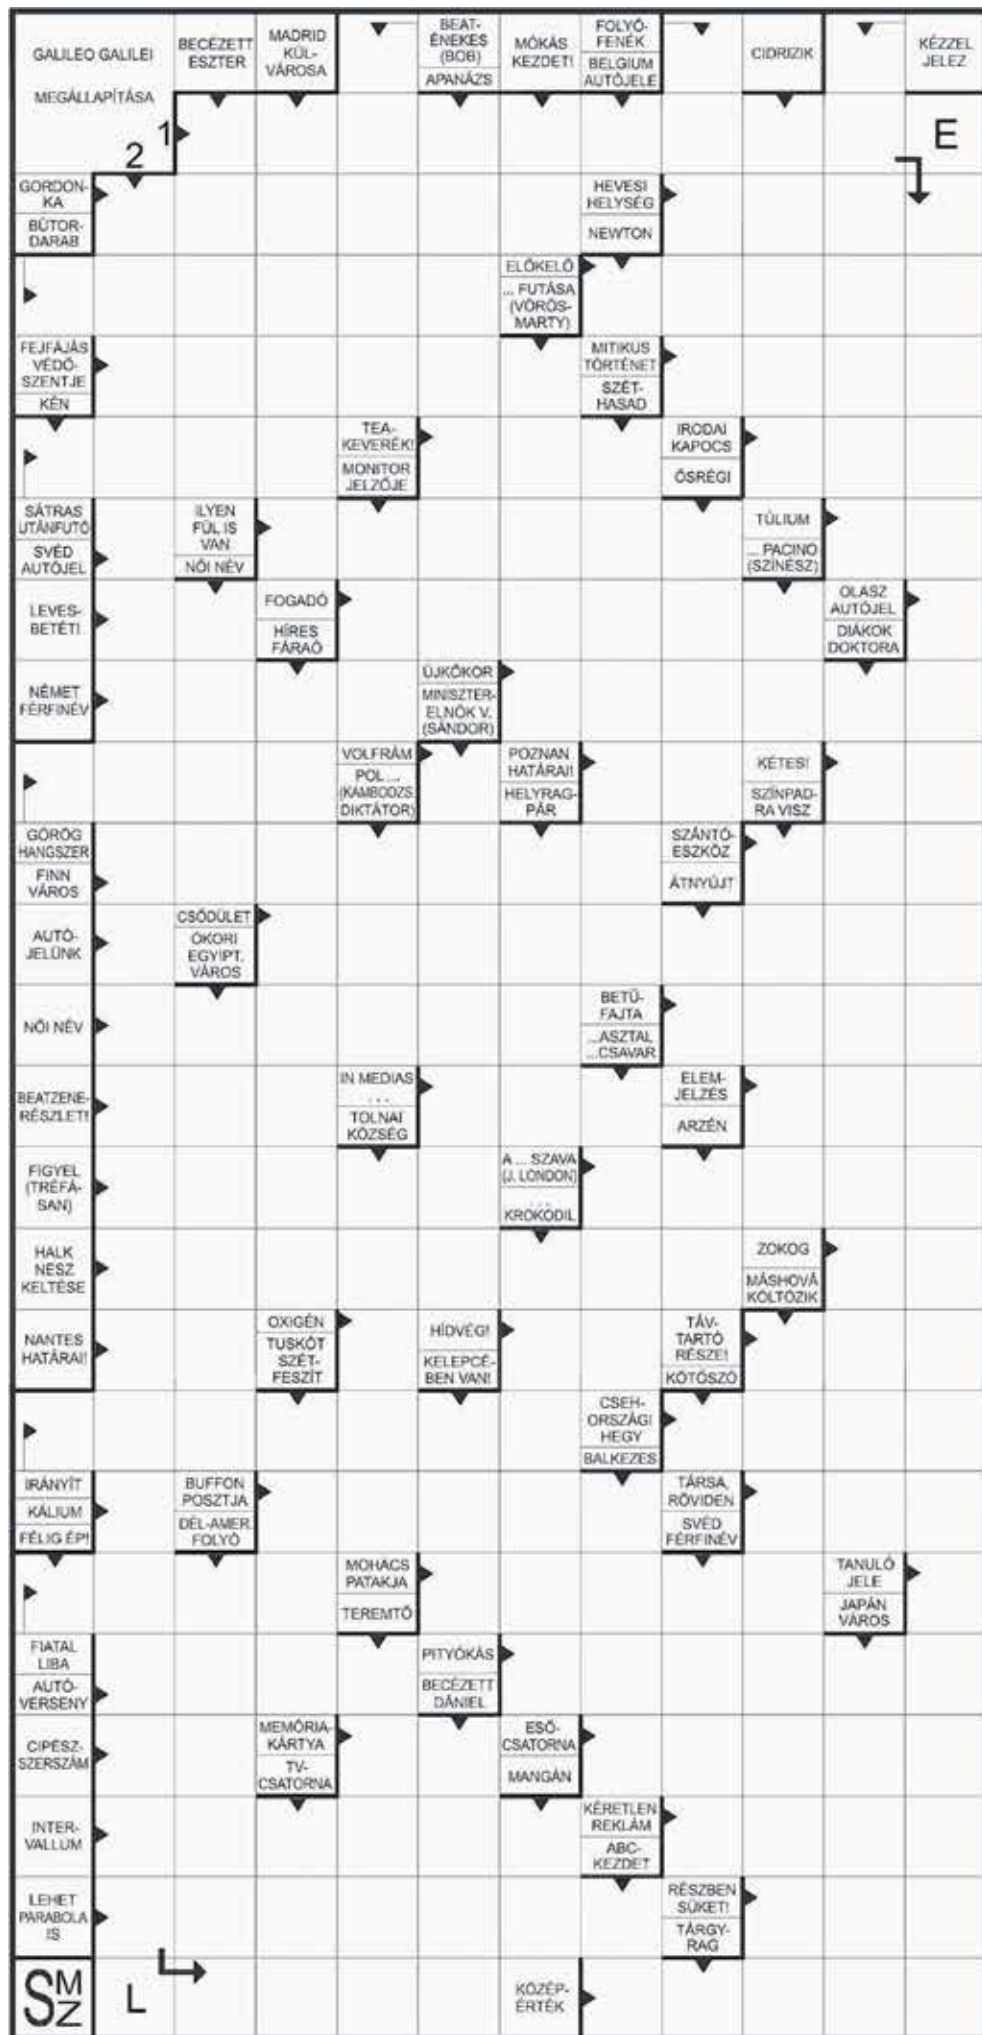 GALILEO GALILEI
MEGÁLLAPÍTÁSA
BECÉZETT
ESZTER
MADRID
KÜL-
VÁROSA
BEAT-
ÉNEKES
(BOB)
APANÁZS
MÓKÁS
KEZDET!
FOLYÓ-
FENÉK
BELGIUM
AUTÓJELE
CIDRIZIK
KÉZZEL
JELEZ
1
2
E
GORDON-
KA
BÚTOR-
DARAB
HEVESI
HELYSÉG
NEWTON
ELŐKELŐ
... FUTÁSA
(VÖRÖS-
MARTY)
FEJFÁJÁS
VÉDŐ-
SZENTJE
KÉN
MITIKUS
TÖRTÉNET
SZÉT-
HASAD
TEA-
KEVERÉK!
MONITOR
JELZŐJE
IRODAI
KAPOCS
ŐSRÉGI
SÁTRAS
UTÁNFUTÓ
SVÉD
AUTÓJEL
ILYEN
FÜL IS
VAN
NŐI NÉV
TÚLIUM
... PACINO
(SZÍNÉSZ)
LEVES-
BETÉT!
FOGADÓ
HÍRES
FÁRAÓ
OLASZ
AUTÓJEL
DIÁKOK
DOKTORA
NÉMET
FÉRFINÉV
ÚJKŐKOR
MINISZTER-
ELNÖK V.
(SÁNDOR)
VOLFRÁM
POL ...
(KAMBODZS.
DIKTÁTOR)
POZNAN
HATÁRAI!
HELYRAG-
PÁR
KÉTES!
SZÍNPAD-
RA VISZ
GÖRÖG
HANGSZER
FINN
VÁROS
SZÁNTÓ-
ESZKÖZ
ÁTNYÚJT
AUTÓ-
JELÜNK
CSŐDÜLET
ÓKORI
EGYIPT.
VÁROS
NŐI NÉV
BETŰ-
FAJTA
...ASZTAL
...CSAVAR
BEATZENE-
RÉSZLET!
IN MEDIAS
...
TOLNAI
KÖZSÉG
ELEM-
JELZÉS
ARZÉN
FIGYEL
(TRÉFÁ-
SAN)
A ... SZAVA
(J. LONDON)
...
KROKODIL
HALK
NESZ
KELTÉSE
ZOKOG
MÁSHOVÁ
KÖLTÖZIK
NANTES
HATÁRAI!
OXIGÉN
TUSKÓT
SZÉT-
FESZÍT
HÍDVÉG!
KELEPCÉ-
BEN VAN!
TÁV-
TARTÓ
RÉSZE!
KÖTŐSZÓ
CSEH-
ORSZÁGI
HEGY
BALKEZES
IRÁNYÍT
KÁLIUM
FÉLIG ÉP!
BUFFON
POSZTJA
DÉL-AMER.
FOLYÓ
TÁRSA,
RÖVIDEN
SVÉD
FÉRFINÉV
MOHÁCS
PATAKJA
TEREMTŐ
TANULÓ
JELE
JAPÁN
VÁROS
FIATAL
LIBA
AUTÓ-
VERSENY
PITYÓKÁS
BECÉZETT
DÁNIEL
CIPÉSZ-
SZERSZÁM
MEMÓRIA-
KÁRTYA
TV-
CSATORNA
ESŐ-
CSATORNA
MANGÁN
INTER-
VALLUM
KÉRETLEN
REKLÁM
ABC-
KEZDET
LEHET
PARABOLA
IS
RÉSZBEN
SÜKET!
TÁRGY-
RAG
SMZ
L
KÖZÉP-
ÉRTÉK